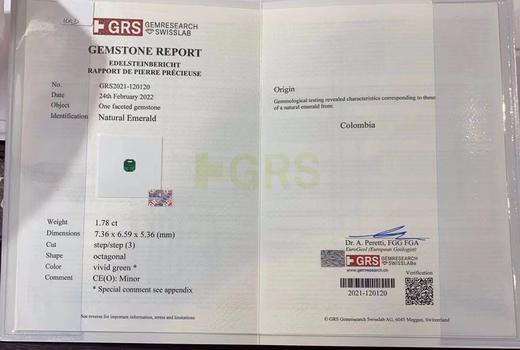 GRS GEMRESEARCH
SWISSLAB
GEMSTONE REPORT
EDELSTEINBERICHT
RAPPORT DE PIERRE PRÉCIEUSE
No. GRS2021-120120
Date 24th February 2022
Object One faceted gemstone
Identification Natural Emerald
Weight 1.78 ct
Dimensions 7.36 x 6.59 x 5.36 (mm)
Cut step/step (3)
Shape octagonal
Color vivid green *
Comment CE(O): Minor
* Special comment see appendix
See reverse for important information, terms and limitations
GRS
Origin
Gemmological testing revealed characteristics corresponding to those
of a natural emerald from:
Colombia
Dr. A. Peretti, FGG FGA
EuroGeol (European Geologist)
GRS GEMRESEARCH
SWISSLAB
www.gemresearch.ch
2021-120120
Verification
© GRS Gemresearch Swisslab AG, 6045 Meggen, Switzerland